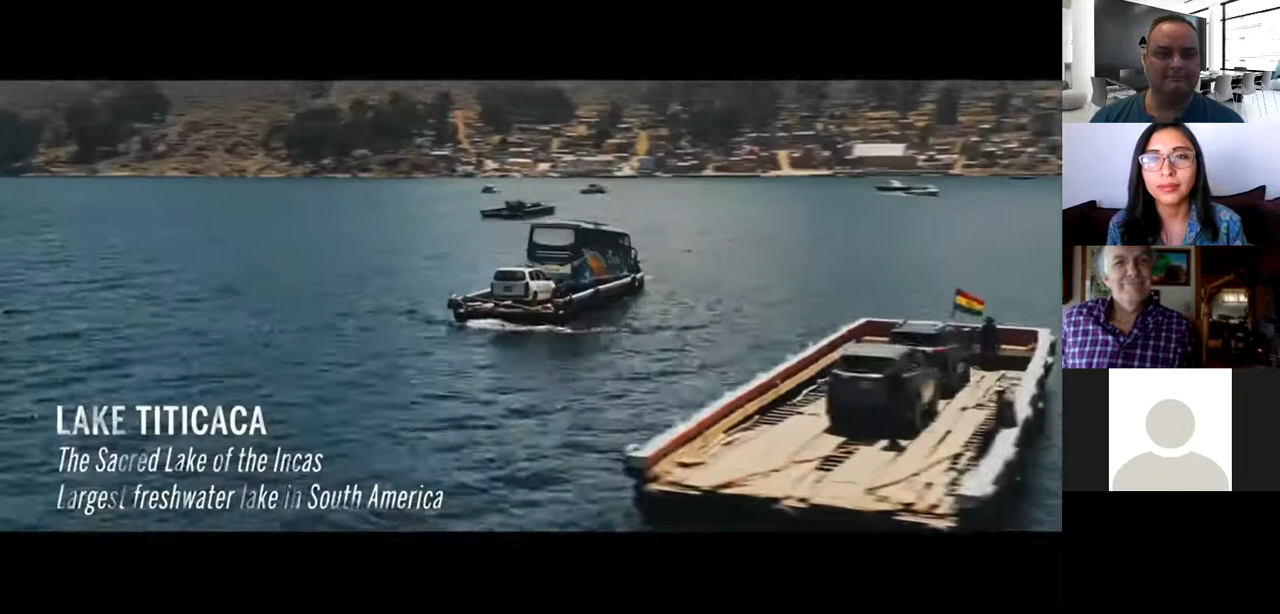 LAKE TITICACA
The Sacred Lake of the Incas
Largest freshwater lake in South America